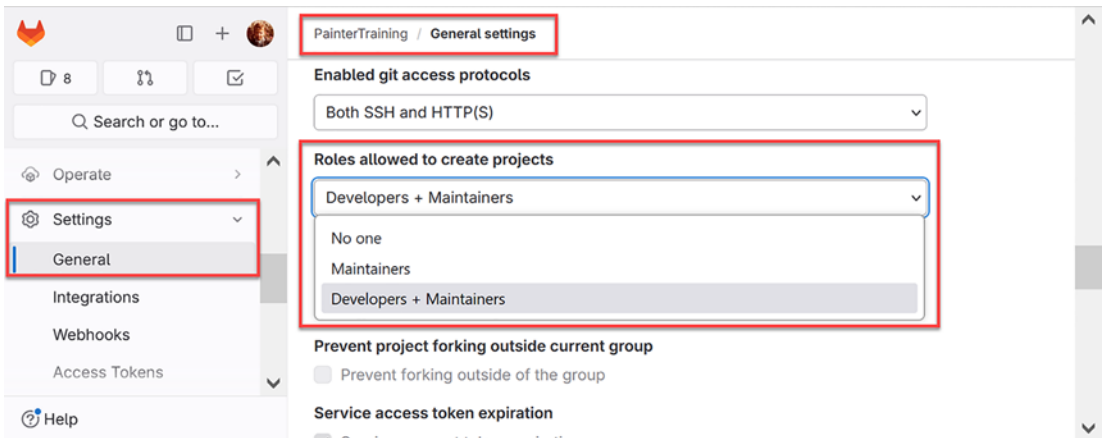 8
Search or go to...
Operate
Settings
General
Integrations
Webhooks
Access Tokens
Help
PainterTraining / General settings
Enabled git access protocols
Both SSH and HTTP(S)
Roles allowed to create projects
Developers + Maintainers
No one
Maintainers
Developers + Maintainers
Prevent project forking outside current group
Prevent forking outside of the group
Service access token expiration